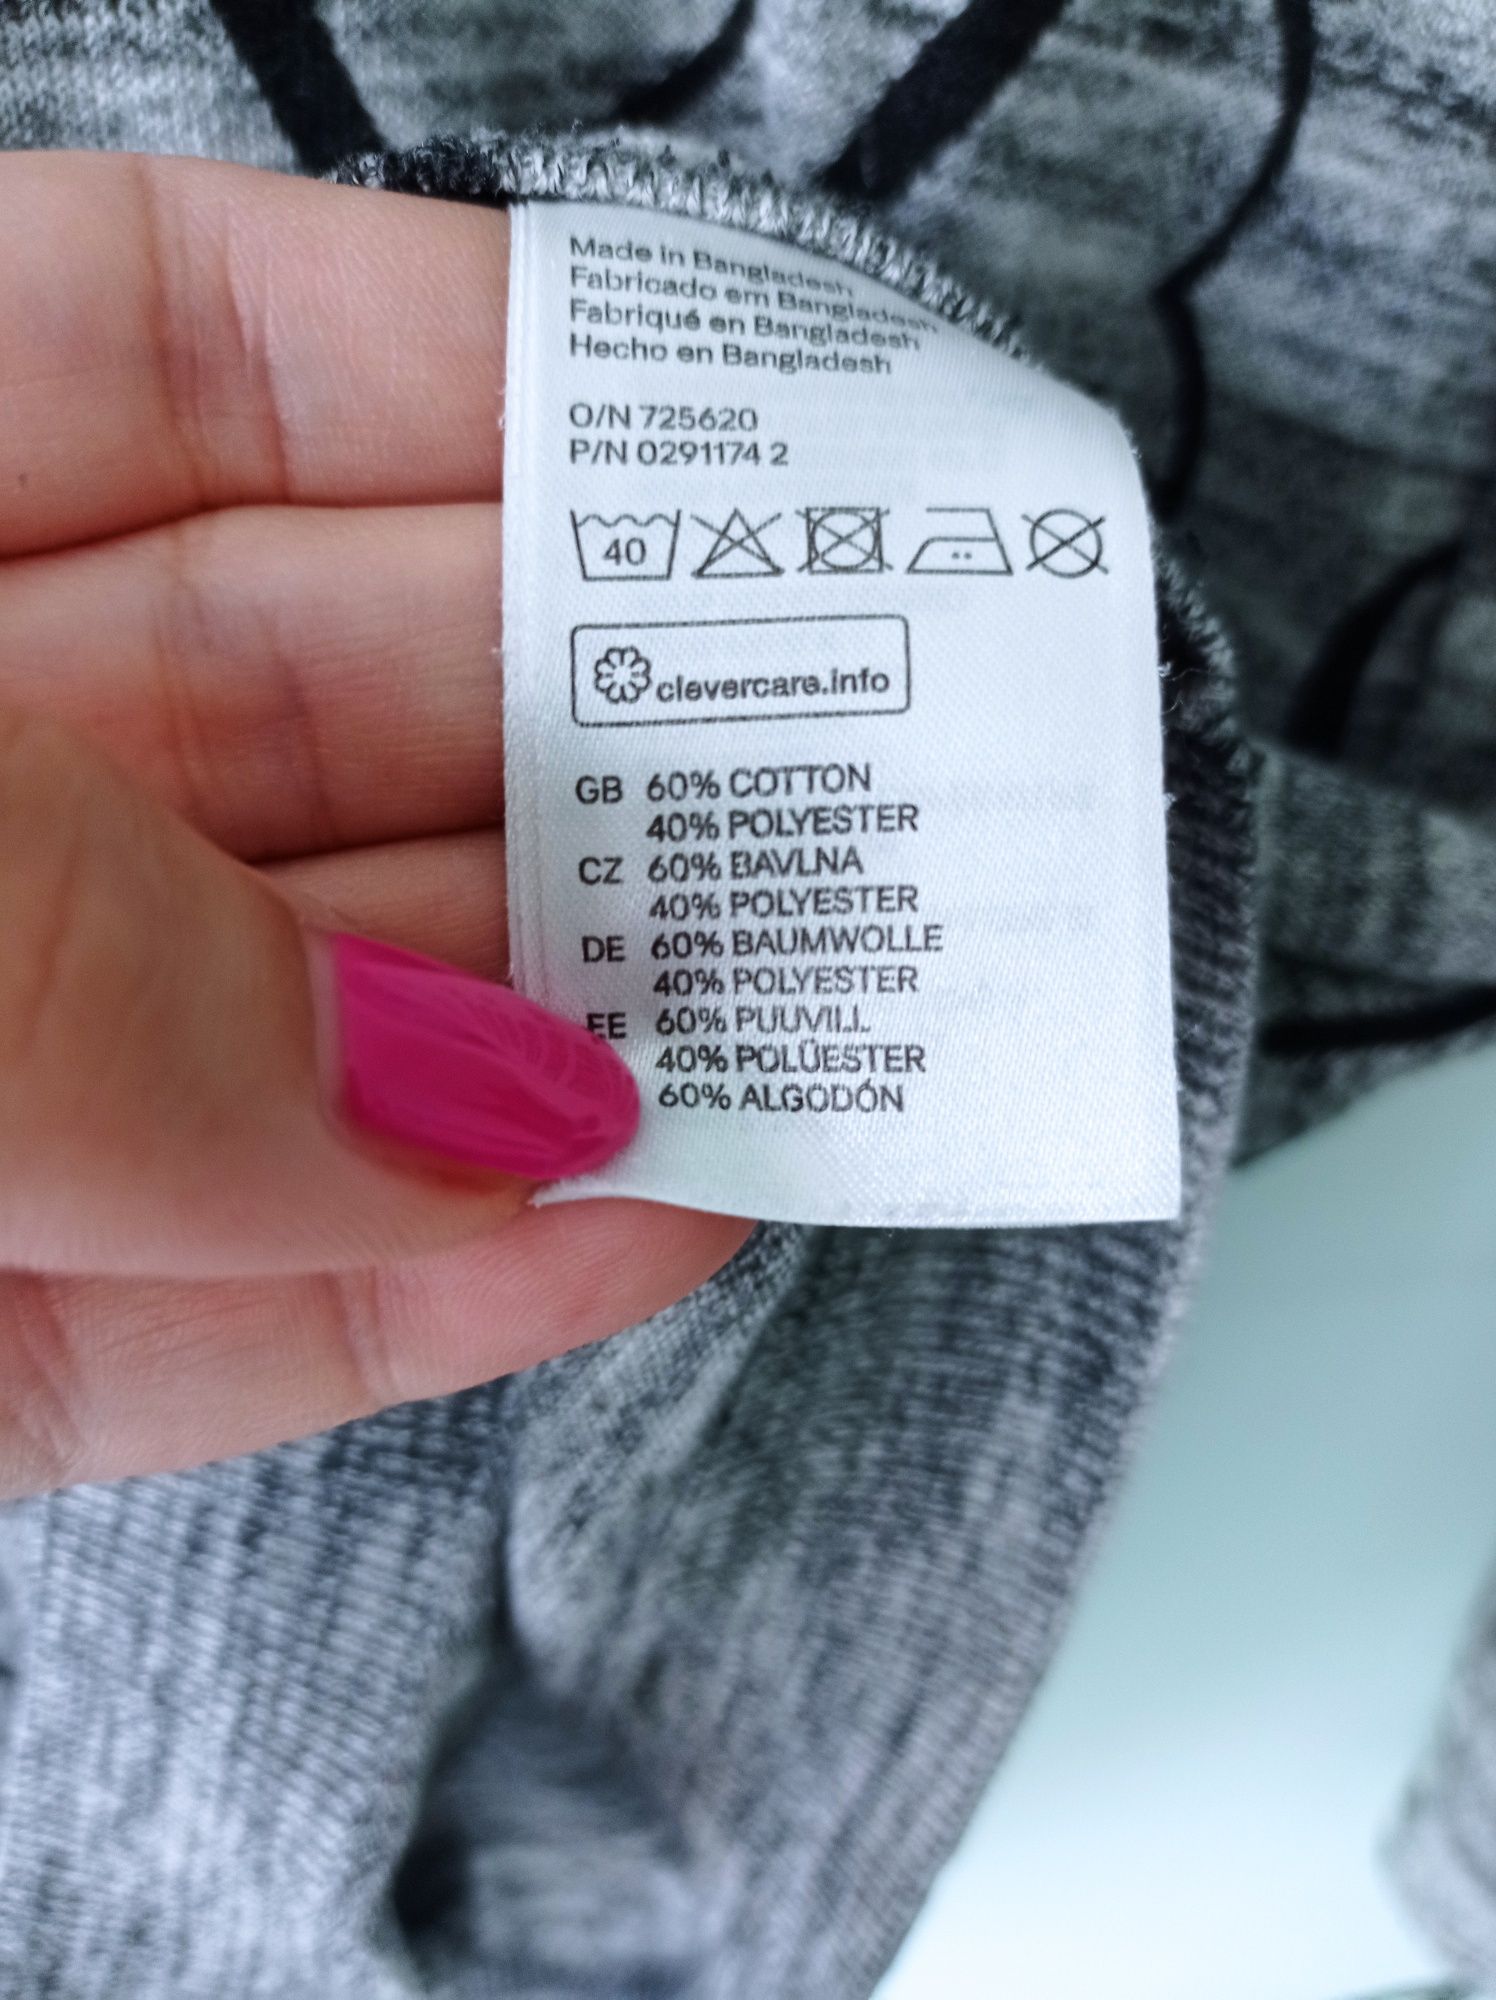 Made in Bangladesh
Fabricado em Bangladesh
Fabriqué en Bangladesh
Hecho en Bangladesh
O/N 725620
P/N 0291174 2
40
clevercare.info
GB 60% COTTON
40% POLYESTER
CZ 60% BAVLNA
40% POLYESTER
DE 60% BAUMWOLLE
40% POLYESTER
EE 60% PUUVILL
40% POLÜESTER
60% ALGODÓN